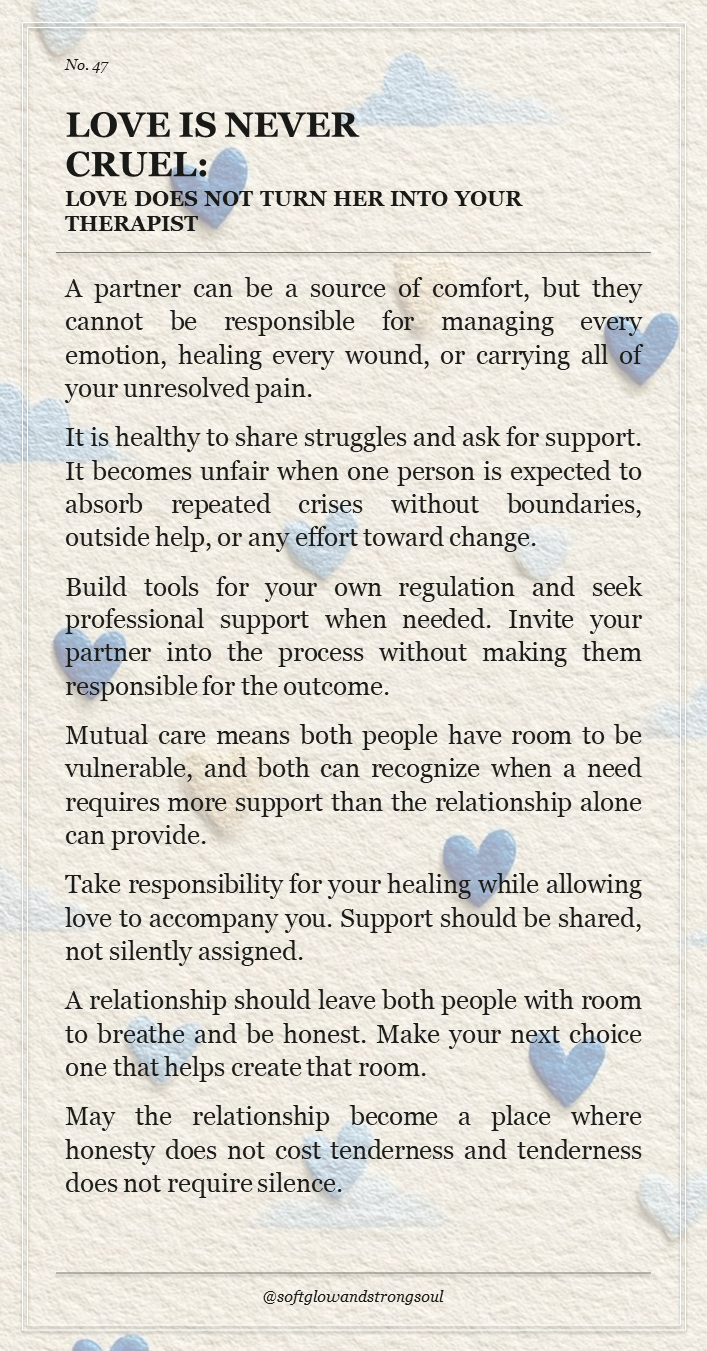 No. 47
LOVE IS NEVER
CRUEL:
LOVE DOES NOT TURN HER INTO YOUR
THERAPIST
A partner can be a source of comfort, but they
cannot be responsible for managing every
emotion, healing every wound, or carrying all of
your unresolved pain.
It is healthy to share struggles and ask for support.
It becomes unfair when one person is expected to
absorb repeated crises without boundaries,
outside help, or any effort toward change.
Build tools for your own regulation and seek
professional support when needed. Invite your
partner into the process without making them
responsible for the outcome.
Mutual care means both people have room to be
vulnerable, and both can recognize when a need
requires more support than the relationship alone
can provide.
Take responsibility for your healing while allowing
love to accompany you. Support should be shared,
not silently assigned.
A relationship should leave both people with room
to breathe and be honest. Make your next choice
one that helps create that room.
May the relationship become a place where
honesty does not cost tenderness and tenderness
does not require silence.
@softglowandstrongsoul